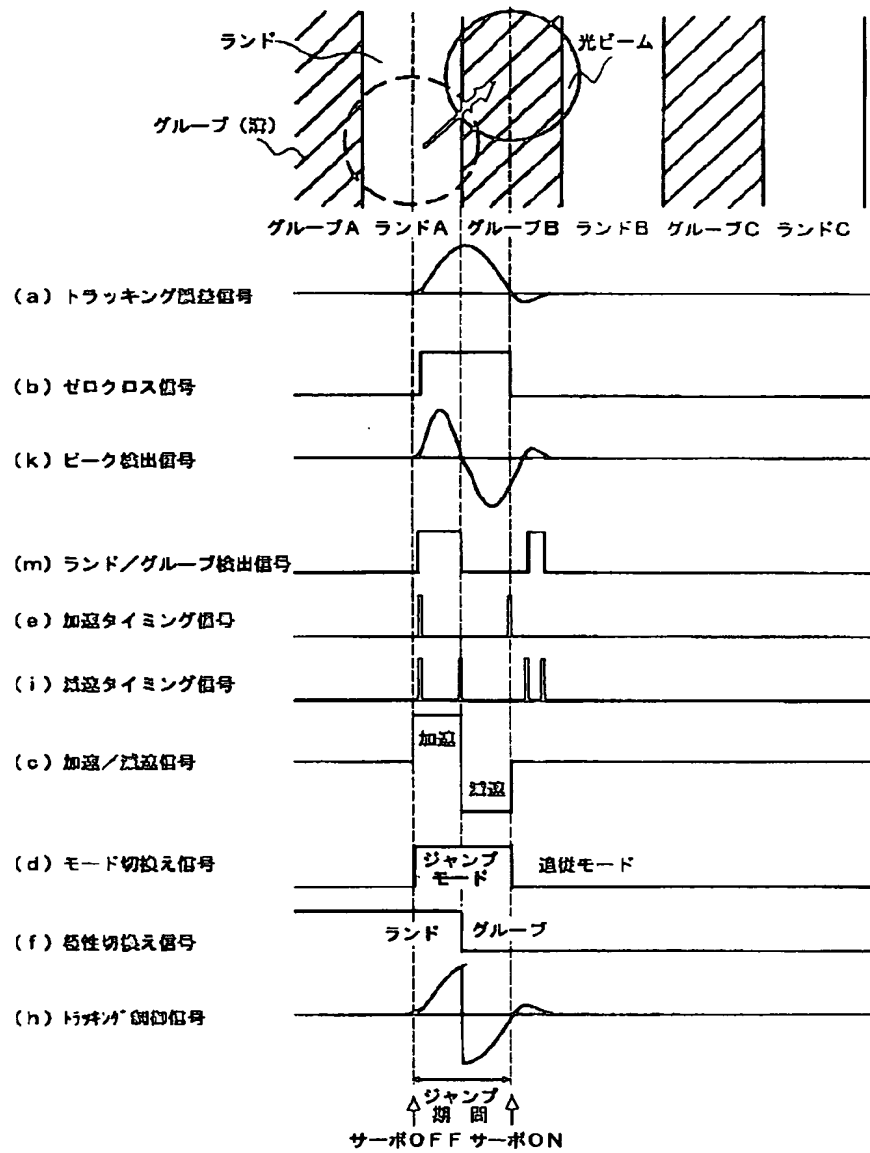 ランド
光ビーム
グルーブ(溝)
グルーブA ランドA グルーブB ランドB グルーブC ランドC
(a)トラッキング誤差信号
(b)ゼロクロス信号
(k)ピーク検出信号
(m)ランド/グルーブ検出信号
(e)加速タイミング信号
(i)減速タイミング信号
(c)加速/減速信号
加速
減速
(d)モード切換え信号
ジャンプ
モード
追従モード
(f)極性切換え信号
ランド グルーブ
(h)トラッキング制御信号
ジャンプ
期間
サーボOFF サーボON